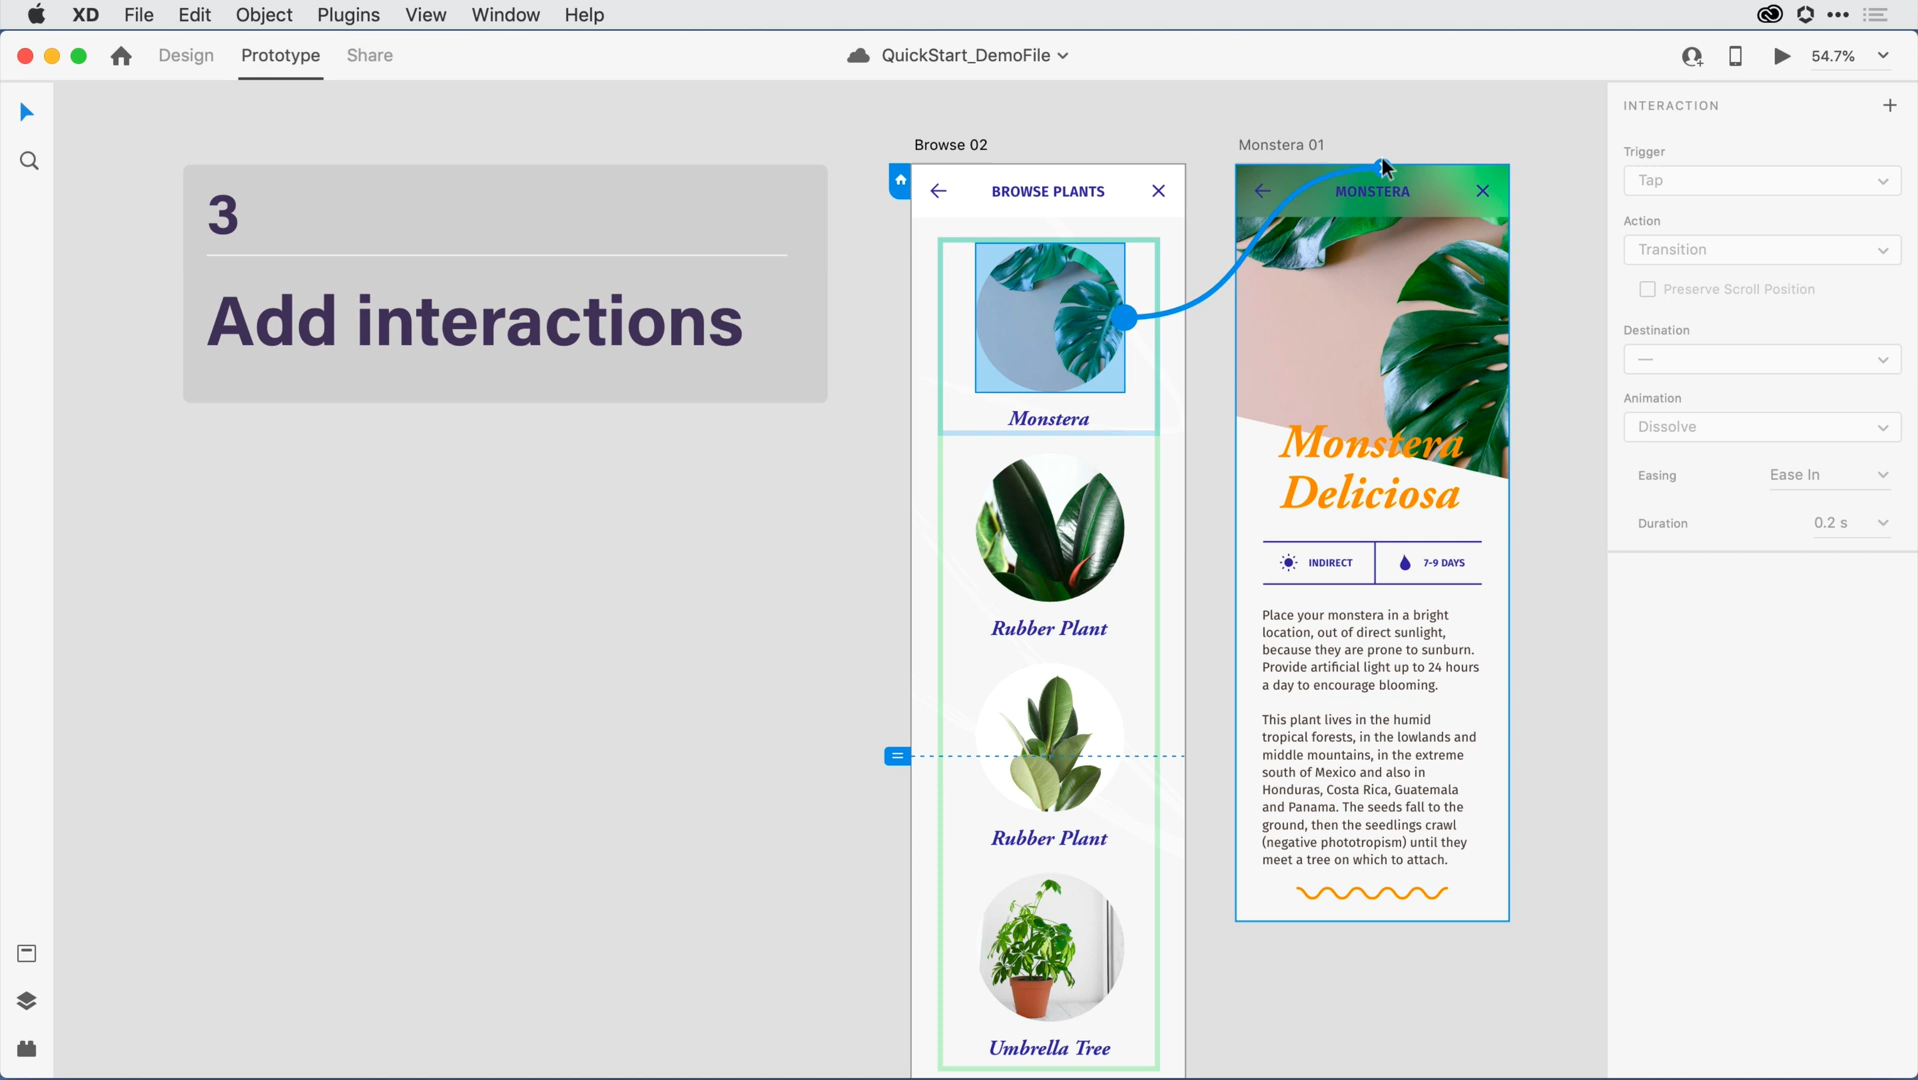 XD File Edit Object Plugins View Window Help
Design Prototype Share
QuickStart_DemoFile
54.7%
3
Add interactions
Browse 02
BROWSE PLANTS
Monstera
Rubber Plant
Rubber Plant
Umbrella Tree
Monstera 01
MONSTERA
Monstera
Deliciosa
INDIRECT
7-9 DAYS
Place your monstera in a bright
location, out of direct sunlight,
because they are prone to sunburn.
Provide artificial light up to 24 hours
a day to encourage blooming.
This plant lives in the humid
tropical forests, in the lowlands and
middle mountains, in the extreme
south of Mexico and also in
Honduras, Costa Rica, Guatemala
and Panama. The seeds fall to the
ground, then the seedlings crawl
(negative phototropism) until they
meet a tree on which to attach.
INTERACTION
Trigger
Tap
Action
Transition
Preserve Scroll Position
Destination
—
Animation
Dissolve
Easing Ease In
Duration 0.2 s